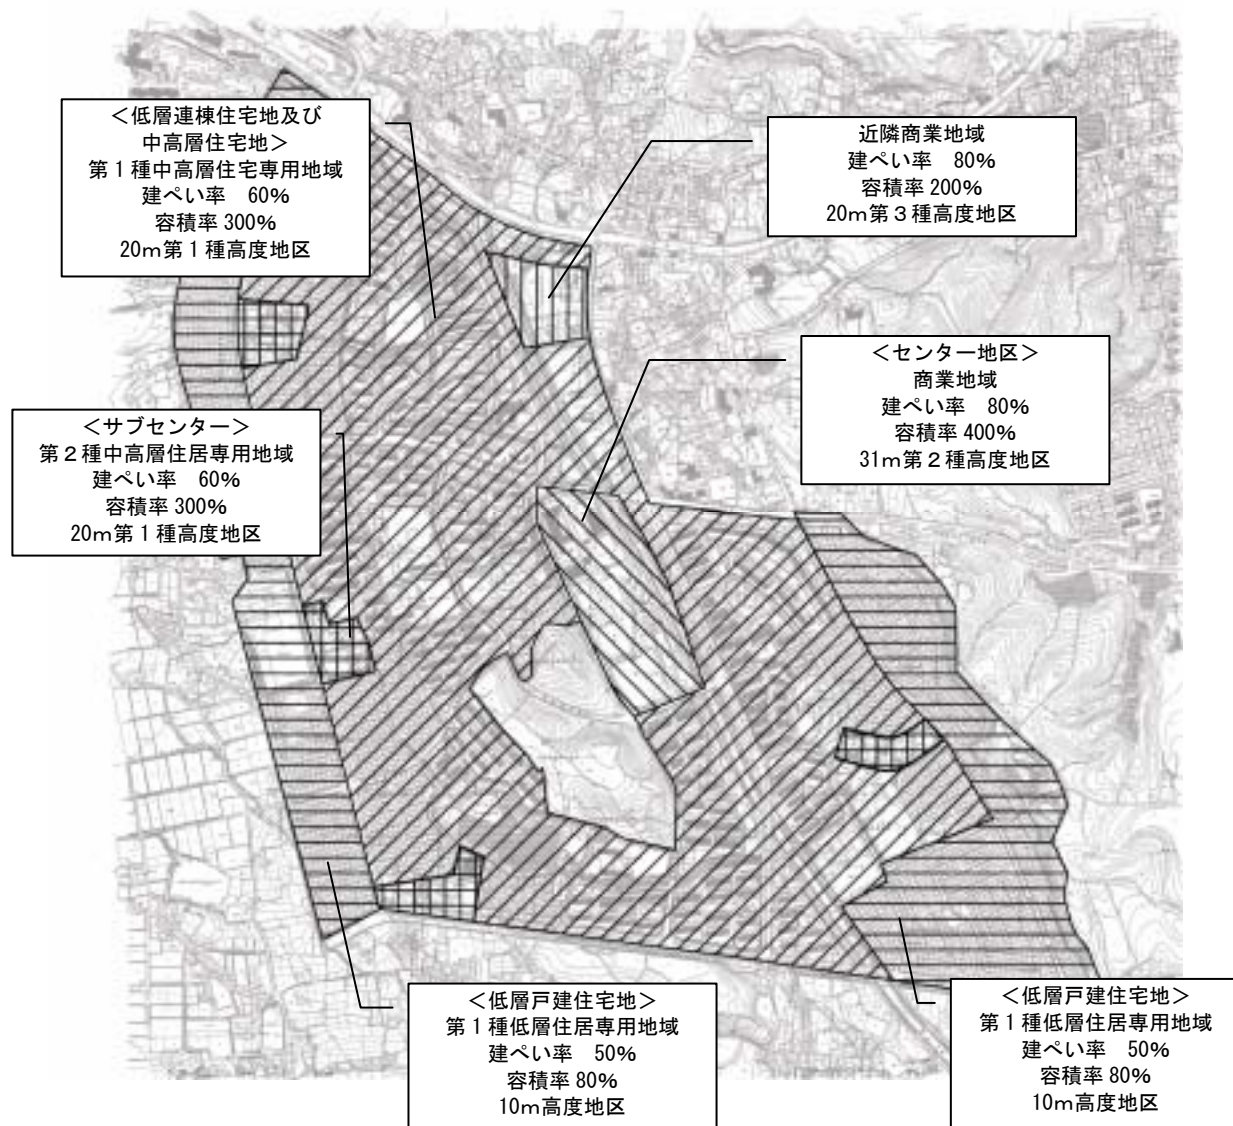 ＜低層連棟住宅地及び
中高層住宅地＞
第１種中高層住宅専用地域
建ぺい率　60%
容積率 300%
20ｍ第１種高度地区
近隣商業地域
建ぺい率　80%
容積率 200%
20ｍ第３種高度地区
＜センター地区＞
商業地域
建ぺい率　80%
容積率 400%
31ｍ第２種高度地区
＜サブセンター＞
第２種中高層住居専用地域
建ぺい率　60%
容積率 300%
20ｍ第１種高度地区
＜低層戸建住宅地＞
第１種低層住居専用地域
建ぺい率　50%
容積率 80%
10ｍ高度地区
＜低層戸建住宅地＞
第１種低層住居専用地域
建ぺい率　50%
容積率 80%
10ｍ高度地区